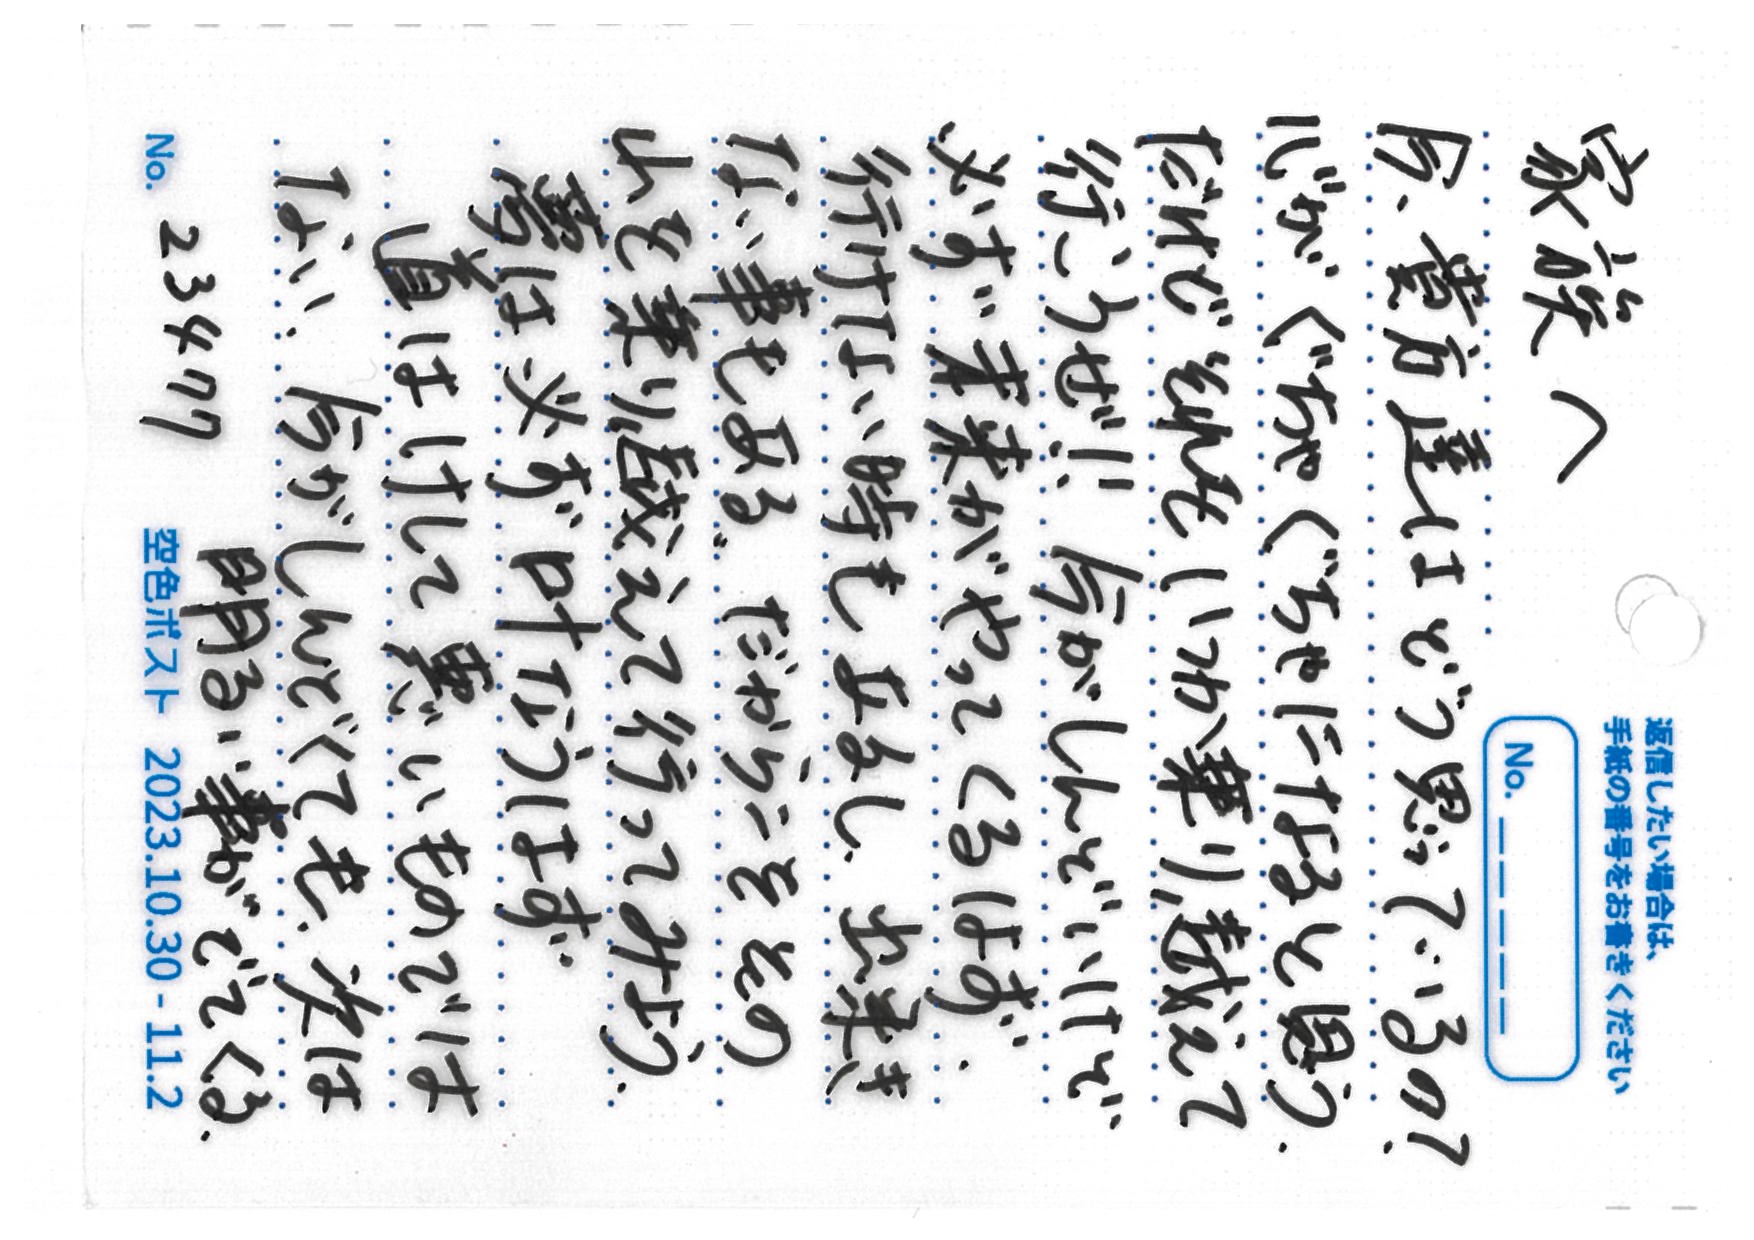 返信したい場合は、
手紙の番号をお書きください
No. _ _ _ _ _
家族へ
今、貴方達はどう思っているの?
心がぐちゃぐちゃになると思う.
だけどそれをいつか乗り越えて
行こうぜ!! 今がしんどいけど
必ず未来がやってくるはず.
行けない時もあるし、出来き
ない事もある、だからこそその
山を乗り越えて行ってみよう.
夢は必ず叶なうはず
道はけして悪いものでは
ない、今がしんどくても、次は
明るい事がでてくる.
No. 23477
空色ポスト 2023.10.30 - 11.2